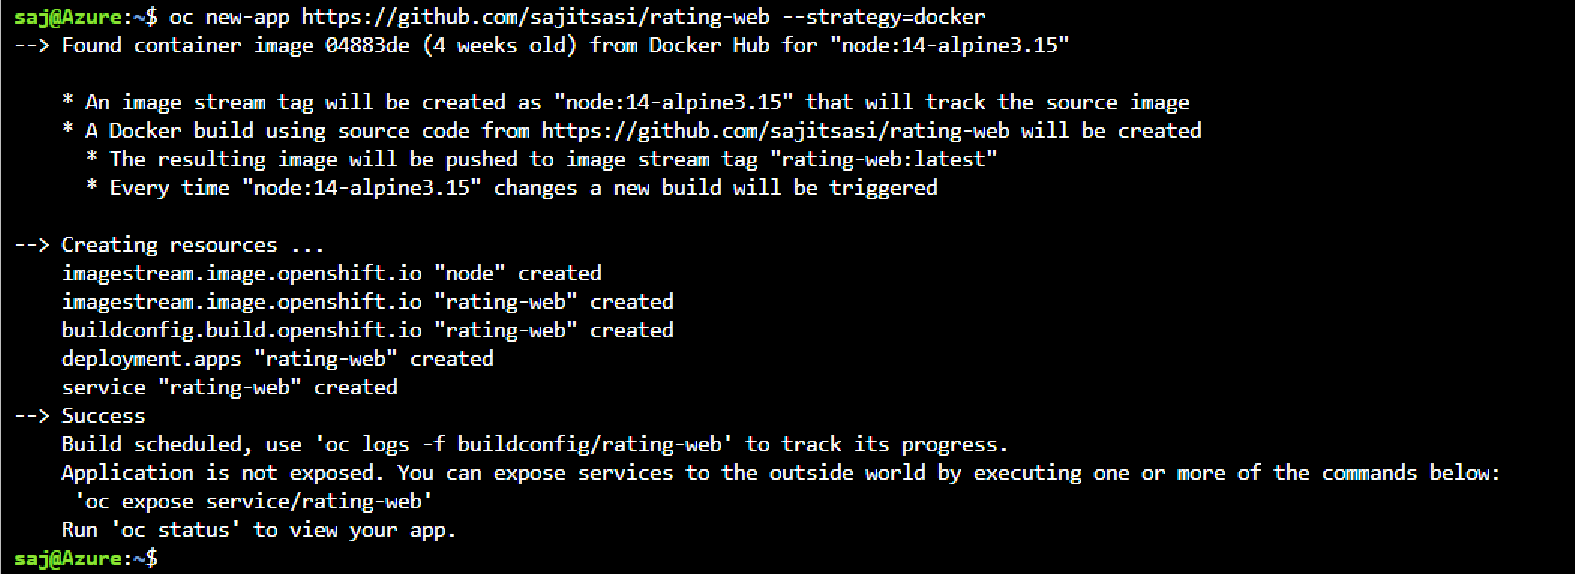 saj@Azure:~$ oc new-app https://github.com/sajitsasi/rating-web --strategy=docker
--> Found container image 04883de (4 weeks old) from Docker Hub for "node:14-alpine3.15"
* An image stream tag will be created as "node:14-alpine3.15" that will track the source image
* A Docker build using source code from https://github.com/sajitsasi/rating-web will be created
* The resulting image will be pushed to image stream tag "rating-web:latest"
* Every time "node:14-alpine3.15" changes a new build will be triggered
--> Creating resources ...
imagestream.image.openshift.io "node" created
imagestream.image.openshift.io "rating-web" created
buildconfig.build.openshift.io "rating-web" created
deployment.apps "rating-web" created
service "rating-web" created
--> Success
Build scheduled, use 'oc logs -f buildconfig/rating-web' to track its progress.
Application is not exposed. You can expose services to the outside world by executing one or more of the commands below:
'oc expose service/rating-web'
Run 'oc status' to view your app.
saj@Azure:~$